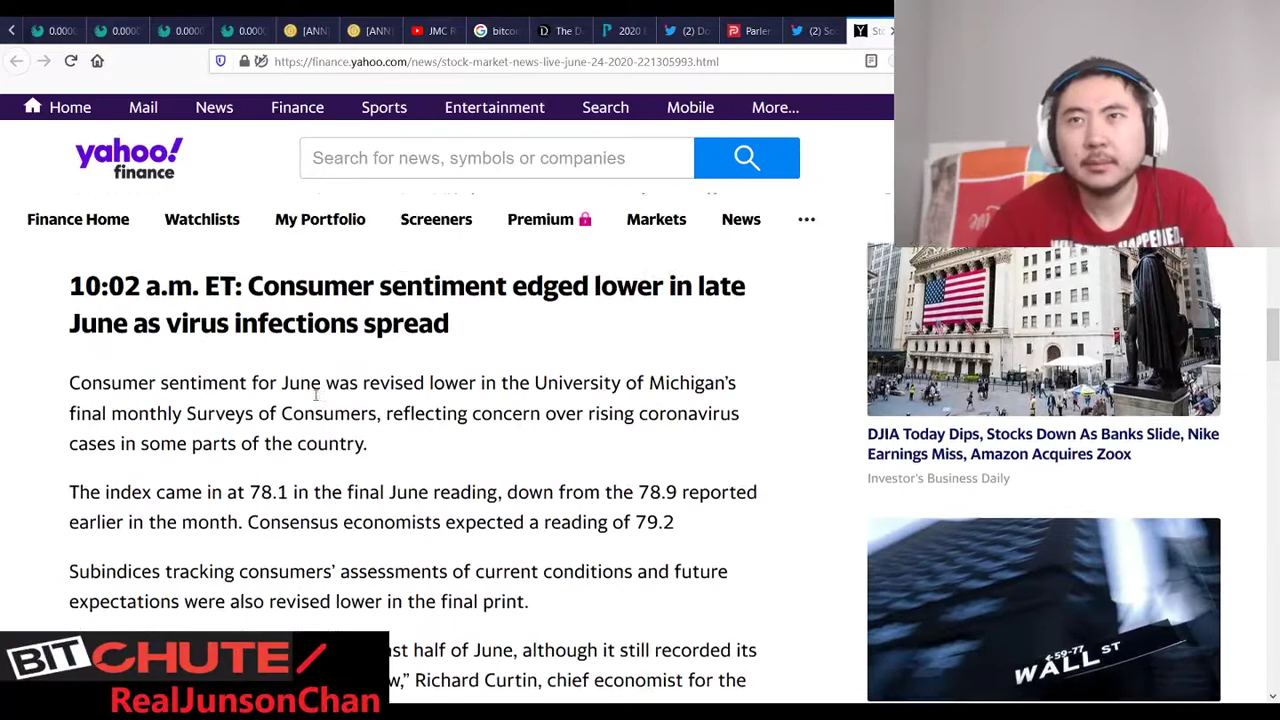 0.000
0.000
0.000
0.000
[ANN]
[ANN]
JMC R
bitco
The D
2020 E
(2) Do
Parler
(2) So
https://finance.yahoo.com/news/stock-market-news-live-june-24-2020-221305993.html
Home Mail News Finance Sports Entertainment Search Mobile More...
yahoo!
finance
Search for news, symbols or companies
Finance Home Watchlists My Portfolio Screeners Premium Markets News
10:02 a.m. ET: Consumer sentiment edged lower in late
June as virus infections spread
Consumer sentiment for June was revised lower in the University of Michigan’s
final monthly Surveys of Consumers, reflecting concern over rising coronavirus
cases in some parts of the country.
The index came in at 78.1 in the final June reading, down from the 78.9 reported
earlier in the month. Consensus economists expected a reading of 79.2
Subindices tracking consumers’ assessments of current conditions and future
expectations were also revised lower in the final print.
half of June, although it still recorded its
Richard Curtin, chief economist for the
DJIA Today Dips, Stocks Down As Banks Slide, Nike
Earnings Miss, Amazon Acquires Zoox
Investor's Business Daily
WALL ST
BITCHUTE/
RealJunsonChan